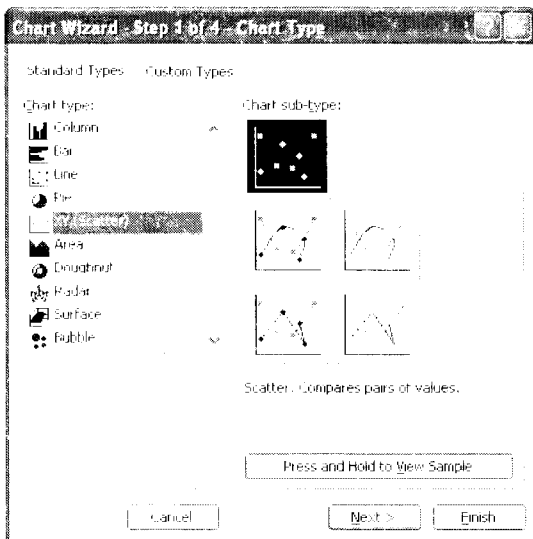 Chart Wizard - Step 1 of 4 - Chart Type
Standard Types Custom Types
Chart type:
Column
Bar
Line
Pie
XY (Scatter)
Area
Doughnut
Radar
Surface
Bubble
Chart sub-type:
Scatter. Compares pairs of values.
Press and Hold to View Sample
Cancel
Next >
Finish